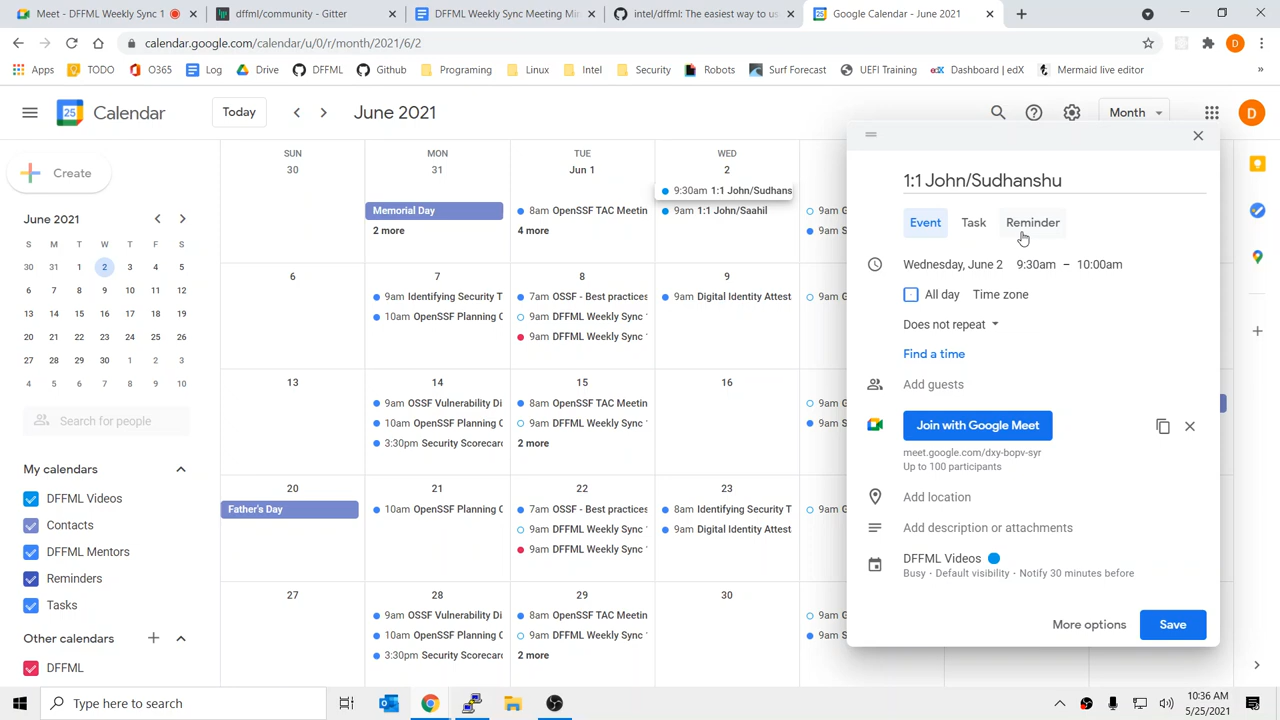 Meet - DFFML Weekly Sync 1
dffml/community - Gitter
DFFML Weekly Sync Meeting Min
intel/dffml: The easiest way to us
Google Calendar - June 2021
calendar.google.com/calendar/u/0/r/month/2021/6/2
D
Apps TODO O365 Log Drive DFFML Github Programing Linux Intel Security Robots Surf Forecast UEFI Training edX Dashboard | edX Mermaid live editor »
25 Calendar Today June 2021 Month D
Create
June 2021
S M T W T F S
30 31 1 2 3 4 5
6 7 8 9 10 11 12
13 14 15 16 17 18 19
20 21 22 23 24 25 26
27 28 29 30 1 2 3
4 5 6 7 8 9 10
Search for people
My calendars
DFFML Videos
Contacts
DFFML Mentors
Reminders
Tasks
Other calendars
DFFML
SUN MON TUE WED
30 31 Jun 1 2
9:30am 1:1 John/Sudhans
Memorial Day 8am OpenSSF TAC Meetin 9am 1:1 John/Saahil 9am
2 more 4 more 9am S
6 7 8 9
9am Identifying Security T 7am OSSF - Best practices 9am Digital Identity Attest 9am
10am OpenSSF Planning C 9am DFFML Weekly Sync 9am S
9am DFFML Weekly Sync
13 14 15 16
9am OSSF Vulnerability Di 8am OpenSSF TAC Meetin 9am
10am OpenSSF Planning C 9am DFFML Weekly Sync 9am S
3:30pm Security Scorecar 2 more
20 21 22 23
Father's Day 10am OpenSSF Planning C 7am OSSF - Best practices 8am Identifying Security T 9am
9am DFFML Weekly Sync 9am Digital Identity Attest
9am DFFML Weekly Sync
27 28 29 30
9am OSSF Vulnerability Di 8am OpenSSF TAC Meetin 9am
10am OpenSSF Planning C 9am DFFML Weekly Sync 9am S
3:30pm Security Scorecar 2 more
1:1 John/Sudhanshu
Event Task Reminder
Wednesday, June 2 9:30am – 10:00am
All day Time zone
Does not repeat
Find a time
Add guests
Join with Google Meet
meet.google.com/dxy-bopv-syr
Up to 100 participants
Add location
Add description or attachments
DFFML Videos
Busy · Default visibility · Notify 30 minutes before
More options Save
Type here to search
10:36 AM
5/25/2021